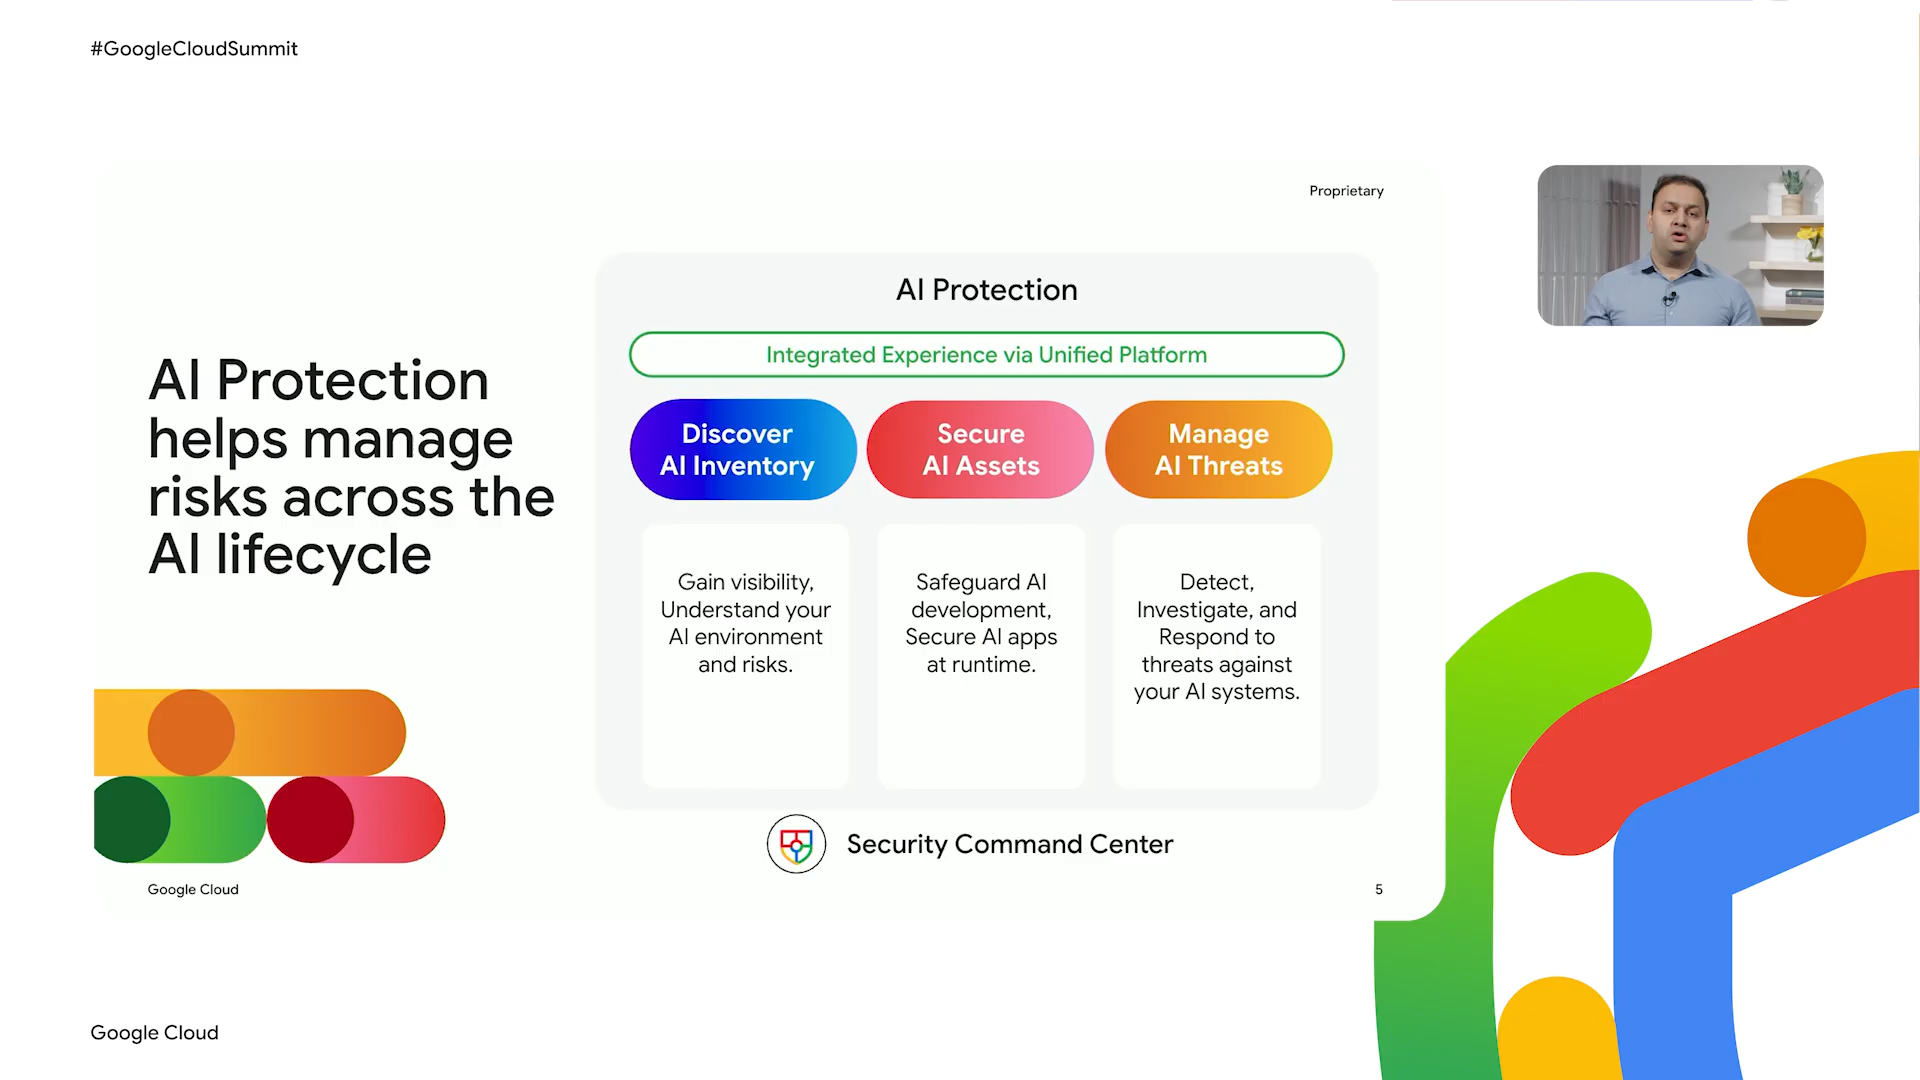 #GoogleCloudSummit
Proprietary
AI Protection
helps manage
risks across the
AI lifecycle
AI Protection
Integrated Experience via Unified Platform
Discover
AI Inventory
Secure
AI Assets
Manage
AI Threats
Gain visibility,
Understand your
AI environment
and risks.
Safeguard AI
development,
Secure AI apps
at runtime.
Detect,
Investigate, and
Respond to
threats against
your AI systems.
Security Command Center
Google Cloud
5
Google Cloud